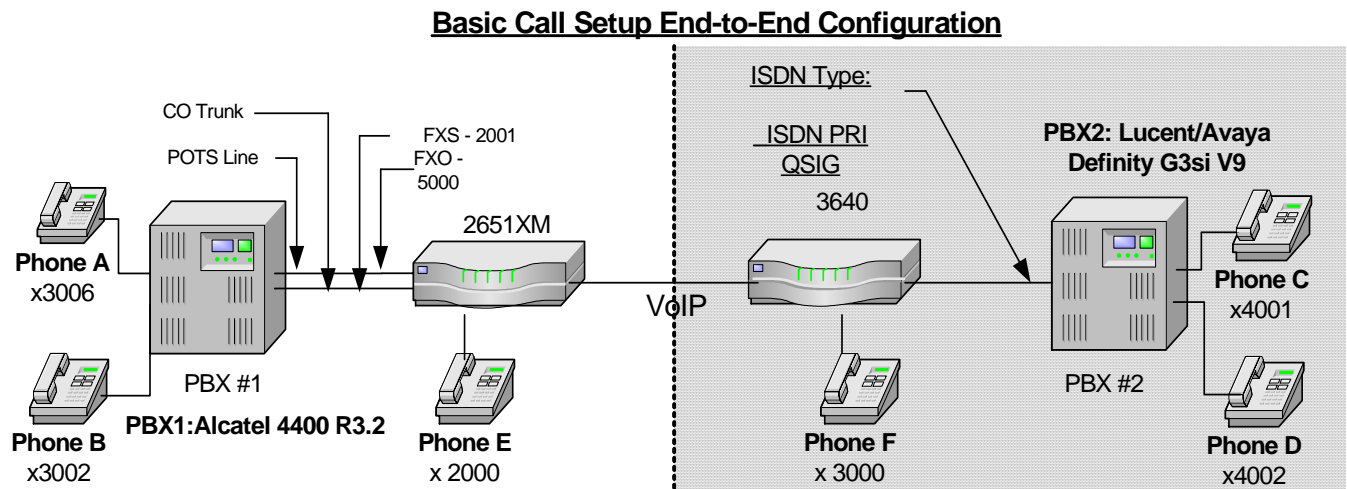 Basic Call Setup End-to-End Configuration
CO Trunk
POTS Line
FXS - 2001
FXO -
5000
2651XM
Phone A
x3006
Phone B
x3002
PBX #1
PBX1:Alcatel 4400 R3.2
Phone E
x 2000
VoIP
ISDN Type:
ISDN PRI
QSIG
3640
Phone F
x 3000
PBX2: Lucent/Avaya
Definity G3si V9
PBX #2
Phone C
x4001
Phone D
x4002